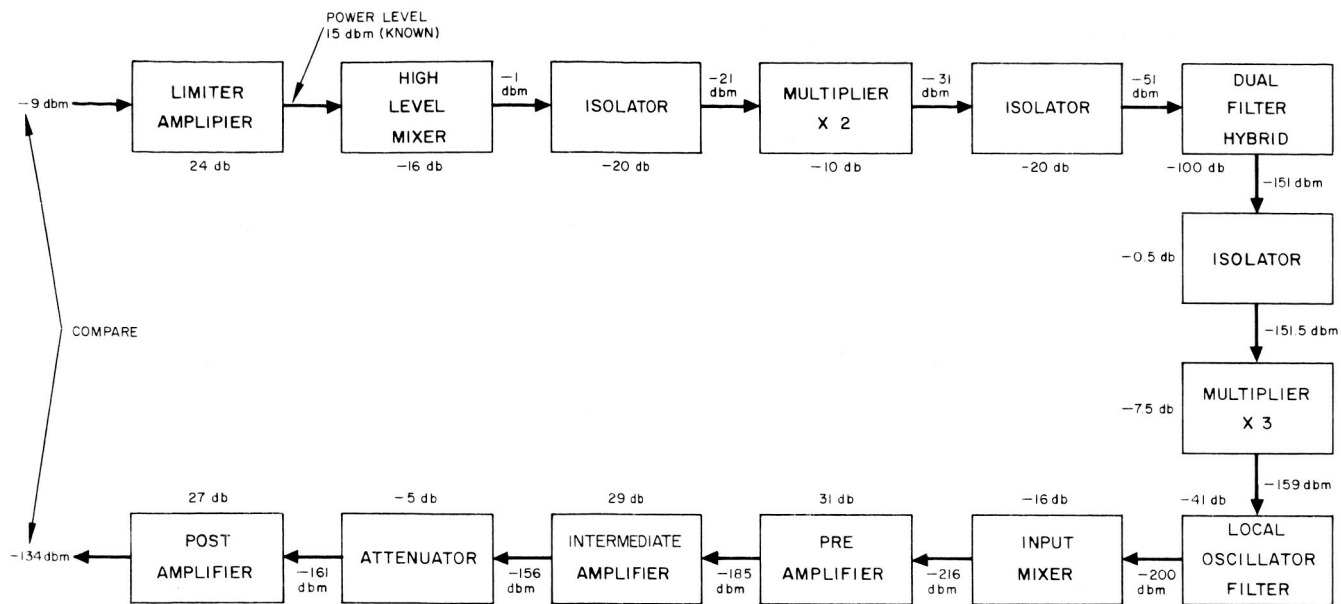 POWER LEVEL
15 dbm (KNOWN)
-9 dbm
LIMITER
AMPLIPIER
24 db
HIGH
LEVEL
MIXER
-16 db
-1
dbm
ISOLATOR
-20 db
-21
dbm
MULTIPLIER
X 2
-10 db
-31
dbm
ISOLATOR
-20 db
-51
dbm
DUAL
FILTER
HYBRID
-100 db
-151 dbm
ISOLATOR
-0.5 db
-151.5 dbm
MULTIPLIER
X 3
-7.5 db
-159 dbm
COMPARE
-41 db
LOCAL
OSCILLATOR
FILTER
-200
dbm
-16 db
INPUT
MIXER
-216
dbm
31 db
PRE
AMPLIFIER
-185
dbm
29 db
INTERMEDIATE
AMPLIFIER
-156
dbm
-5 db
ATTENUATOR
-161
dbm
27 db
POST
AMPLIFIER
-134 dbm